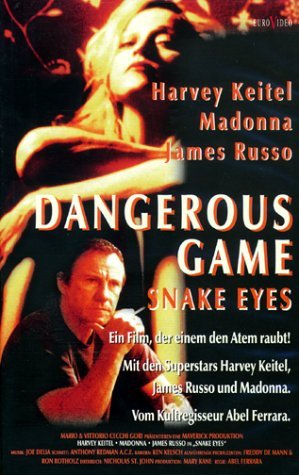 EUROVIDEO
Harvey Keitel
Madonna
James Russo
DANGEROUS
GAME
SNAKE EYES
Ein Film, der einem den Atem raubt!
Mit den Superstars Harvey Keitel,
James Russo und Madonna.
Vom Kultregisseur Abel Ferrara.
MARIO & VITTORIO CECCHI GORI PRÄSENTIEREN EINE MAVERICK PRODUKTION
HARVEY KEITEL · MADONNA · JAMES RUSSO IN „SNAKE EYES"
MUSIK: JOE DELIA SCHNITT: ANTHONY REDMAN A.C.E. KAMERA: KEN KELSCH AUSFÜHRENDE PRODUZENTEN: FREDDY DE MANN &
RON ROTHOLZ DREHBUCH: NICHOLAS ST. JOHN PRODUKTION: MARY KANE REGIE: ABEL FERRARA